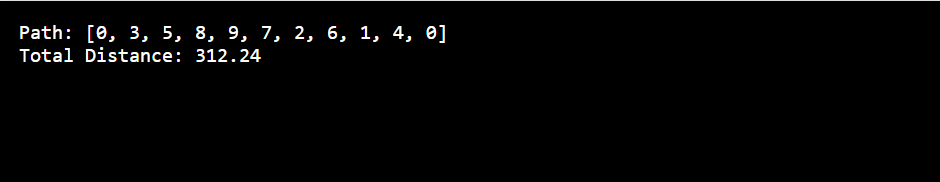 Path: [0, 3, 5, 8, 9, 7, 2, 6, 1, 4, 0]
Total Distance: 312.24